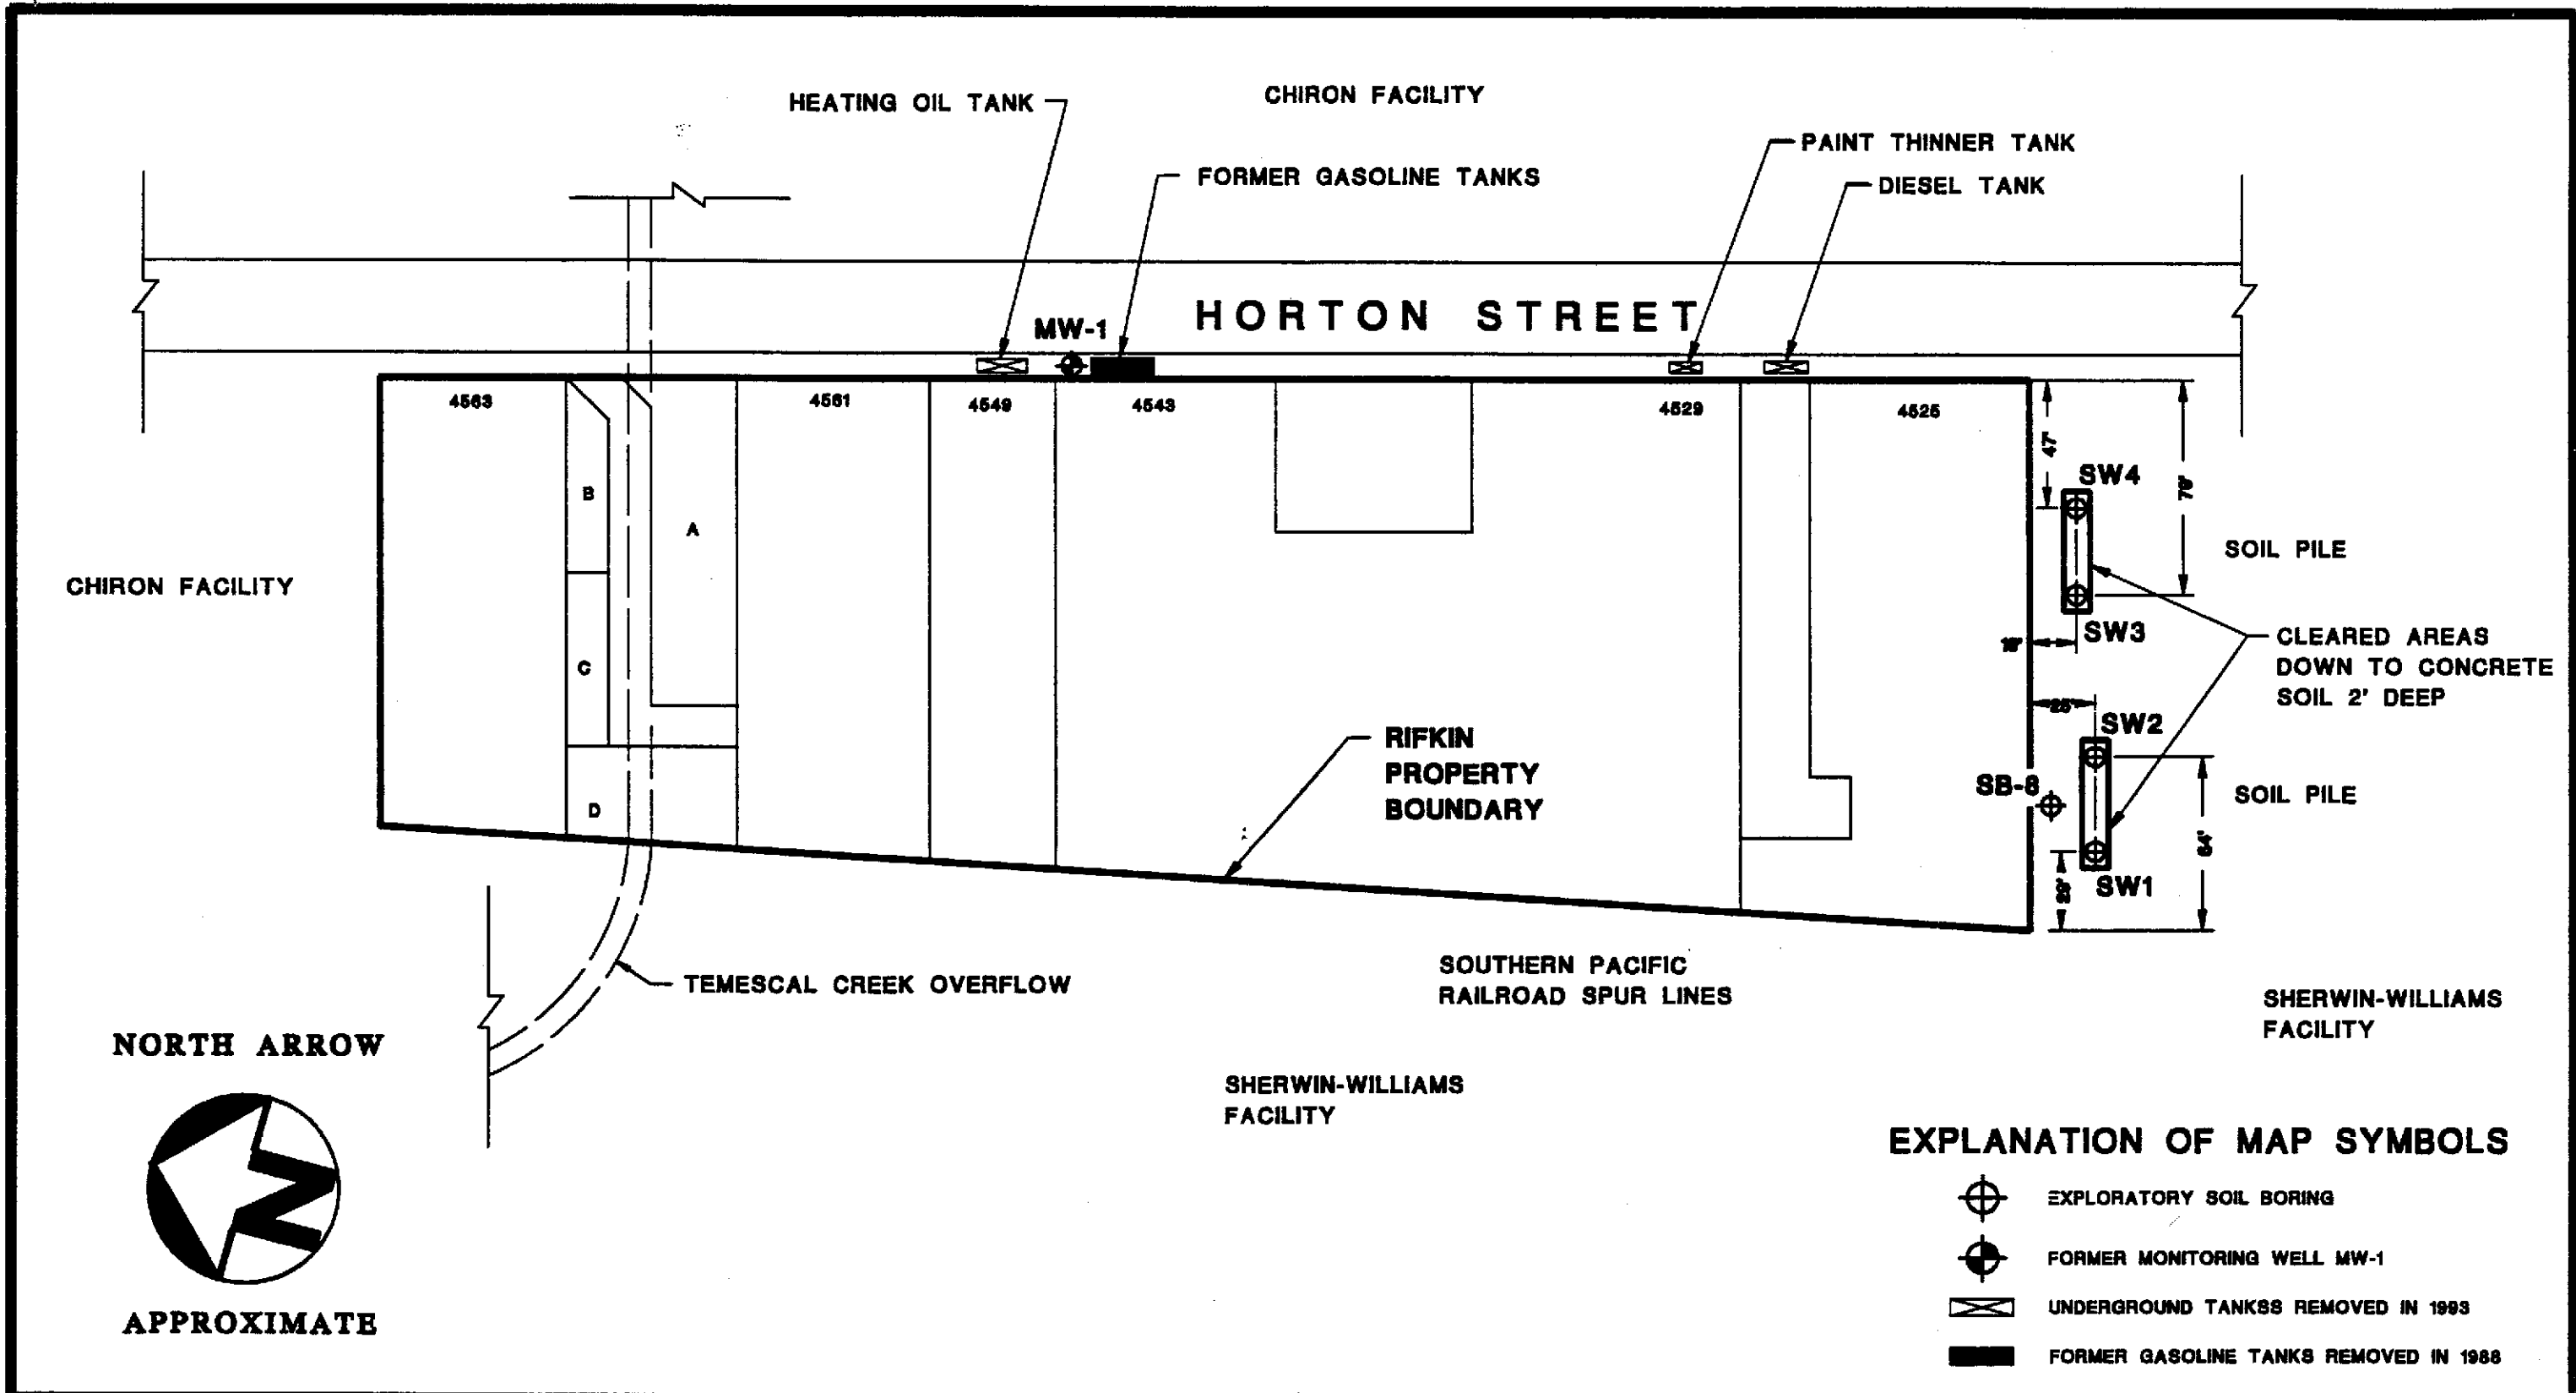 HEATING OIL TANK
CHIRON FACILITY
FORMER GASOLINE TANKS
PAINT THINNER TANK
DIESEL TANK
HORTON STREET
MW-1
4563
4561
4549
4543
4529
4525
A
B
C
D
47'
SW4
SOIL PILE
SW3
CHIRON FACILITY
CLEARED AREAS
DOWN TO CONCRETE
SOIL 2' DEEP
25'
SW2
RIFKIN
PROPERTY
BOUNDARY
SB-8
SOIL PILE
64'
29'
SW1
TEMESCAL CREEK OVERFLOW
SOUTHERN PACIFIC
RAILROAD SPUR LINES
SHERWIN-WILLIAMS
FACILITY
SHERWIN-WILLIAMS
FACILITY
NORTH ARROW
N
APPROXIMATE
EXPLANATION OF MAP SYMBOLS
EXPLORATORY SOIL BORING
FORMER MONITORING WELL MW-1
UNDERGROUND TANKSS REMOVED IN 1993
FORMER GASOLINE TANKS REMOVED IN 1988